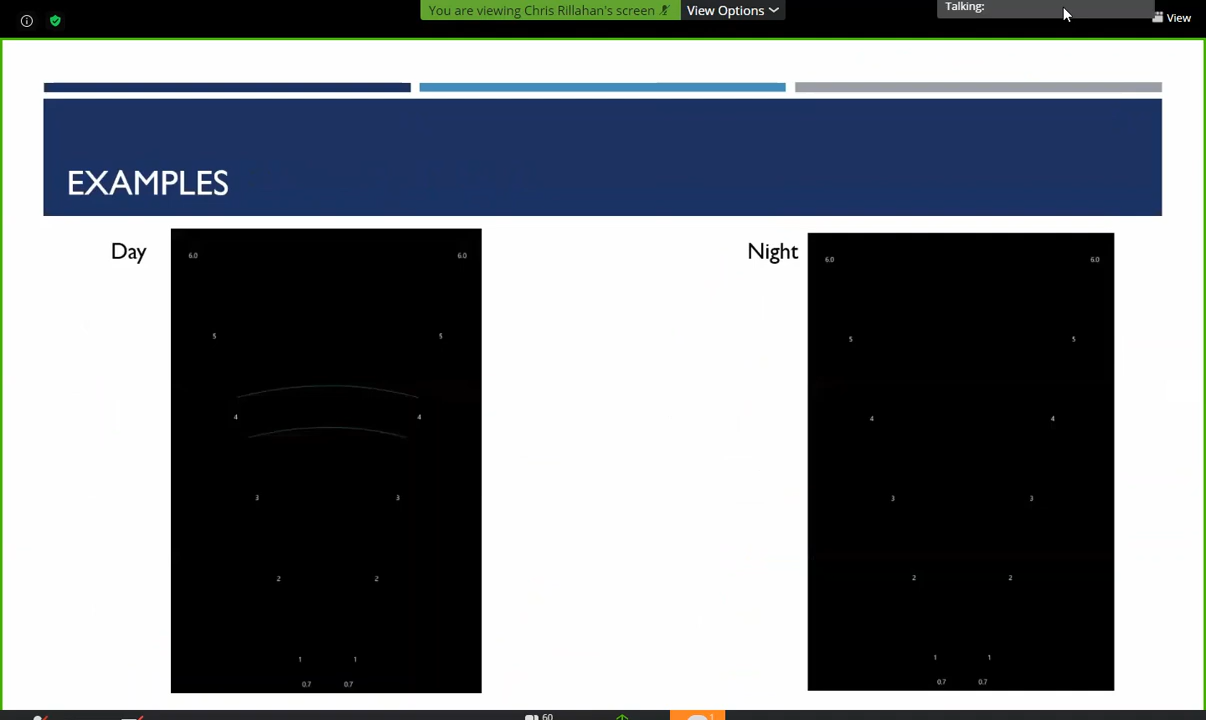 You are viewing Chris Rillahan's screen
View Options
Talking:
View
EXAMPLES
Day
6.0 6.0
5 5
4 4
3 3
2 2
1 1
0.7 0.7
Night
6.0 6.0
5 5
4 4
3 3
2 2
1 1
0.7 0.7
60
1